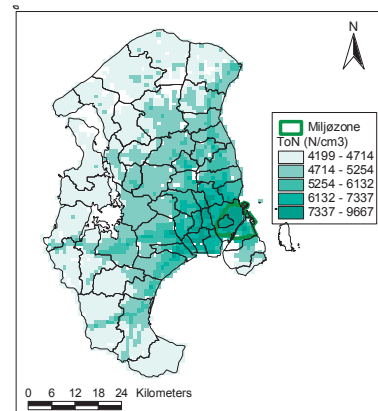 N
Miljøzone
ToN (N/cm3)
4199 - 4714
4714 - 5254
5254 - 6132
6132 - 7337
7337 - 9667
0 6 12 18 24 Kilometers